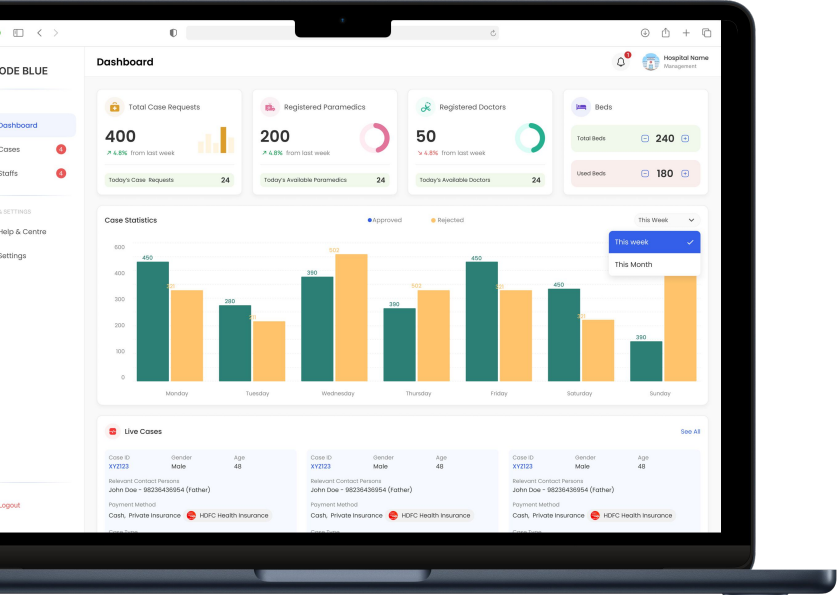 Dashboard
1
Hospital Name
Management
ODE BLUE
Dashboard
Cases 4
Staffs 4
& SETTINGS
Help & Centre
Settings
Logout
Total Case Requests
400
4.8% from last week
Today's Case Requests 24
Registered Paramedics
200
4.8% from last week
Today's Available Paramedics 24
Registered Doctors
50
4.8% from last week
Today's Available Doctors 24
Beds
Total Beds 240
Used Beds 180
Case Statistics
Approved Rejected
This Week
This week
This Month
600
400
300
200
100
0
450
280
390
502
390
502
450
450
390
Monday Tuesday Wednesday Thursday Friday Saturday Sunday
Live Cases
See All
Case ID Gender Age
XYZ123 Male 48
Relevant Contact Persons
John Doe - 98236436954 (Father)
Payment Method
Cash, Private Insurance HDFC Health Insurance
Case ID Gender Age
XYZ123 Male 48
Relevant Contact Persons
John Doe - 98236436954 (Father)
Payment Method
Cash, Private Insurance HDFC Health Insurance
Case ID Gender Age
XYZ123 Male 48
Relevant Contact Persons
John Doe - 98236436954 (Father)
Payment Method
Cash, Private Insurance HDFC Health Insurance